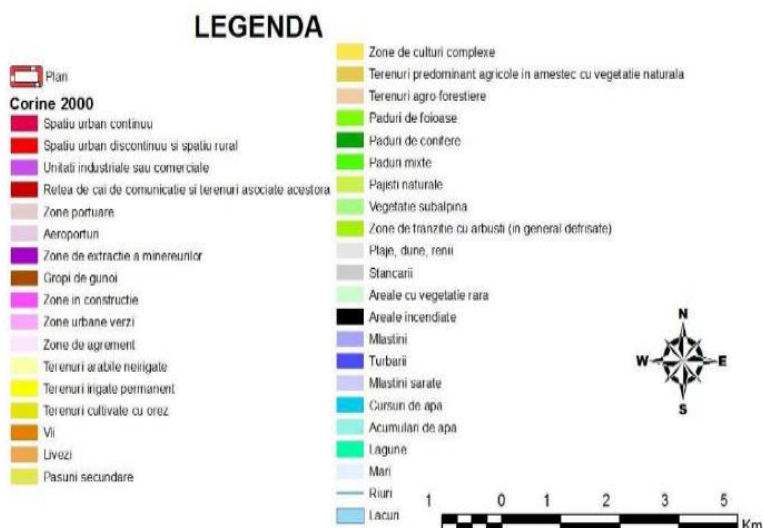 LEGENDA
Plan
Corine 2000
Spatiu urban continuu
Spatiu urban discontinuu si spatiu rural
Unitati industriale sau comerciale
Retea de cai de comunicatie si terenuri asociate acestora
Zone portuare
Aeroporturi
Zone de extractie a minereurilor
Gropi de gunoi
Zone in constructie
Zone urbane verzi
Zone de agrement
Terenuri arabile neirigate
Terenuri irigate permanent
Terenuri cultivate cu orez
Vii
Livezi
Pasuni secundare
Zone de culturi complexe
Terenuri predominant agricole in amestec cu vegetatie naturala
Terenuri agro-forestiere
Paduri de foioase
Paduri de conifere
Paduri mixte
Pajisti naturale
Vegetatie subalpina
Zone de tranzitie cu arbusti (in general defrisate)
Plaje, dune, renii
Stancarii
Areale cu vegetatie rara
Areale incendiate
Mlastini
Turbarii
Mlastini sarate
Cursuri de apa
Acumulari de apa
Lagune
Mari
Riuri
Lacuri
N
W E
S
1 0 1 2 3 5
Km